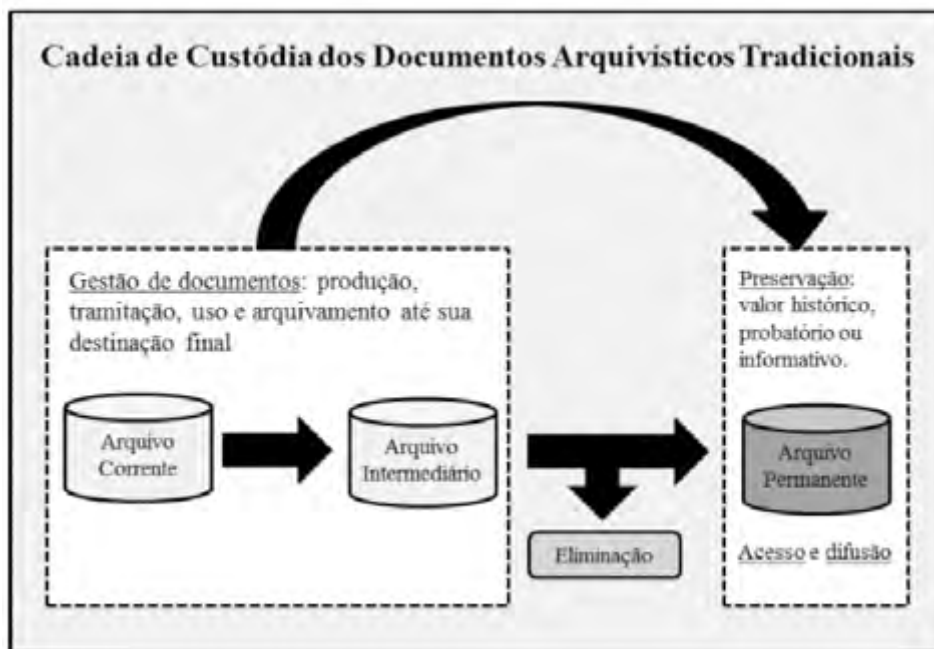 Cadeia de Custódia dos Documentos Arquivísticos Tradicionais
Gestão de documentos: produção,
tramitação, uso e arquivamento até sua
destinação final
Arquivo
Corrente
Arquivo
Intermediário
Eliminação
Preservação:
valor histórico,
probatório ou
informativo.
Arquivo
Permanente
Acesso e difusão